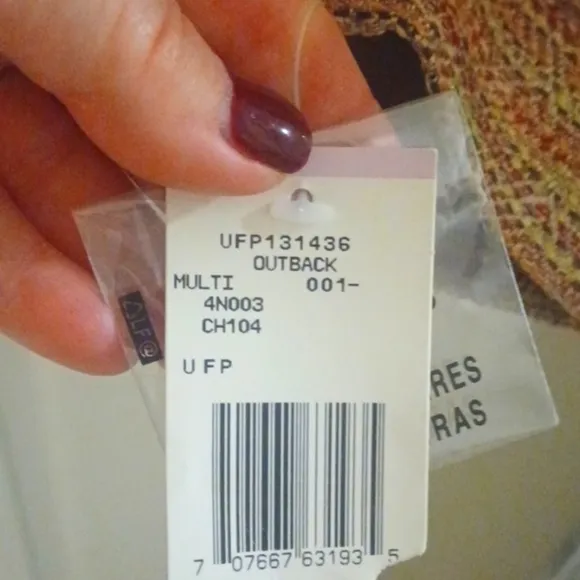 UFP131436
OUTBACK
MULTI 001-
4N003
CH104
UFP
7 07667 63193 5
RES
RAS